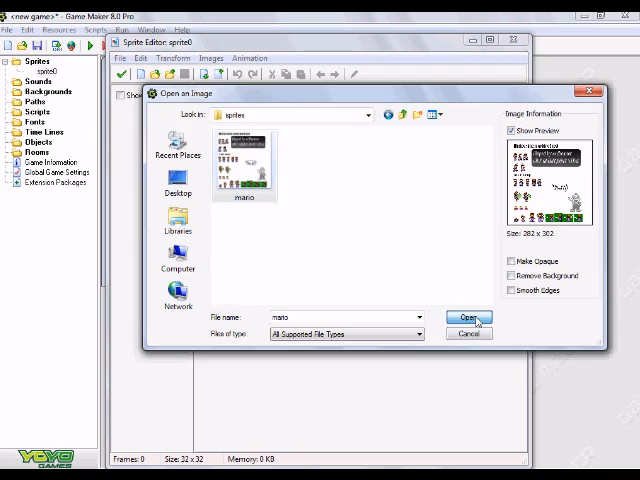 <new game>* - Game Maker 8.0 Pro
File Edit Resources Scripts Run Window Help
Sprites
sprite0
Sounds
Backgrounds
Paths
Scripts
Fonts
Time Lines
Objects
Rooms
Game Information
Global Game Settings
Extension Packages
YOYO
GAMES
Sprite Editor: sprite0
File Edit Transform Images Animation
Show
Open an Image
Look in: sprites
Recent Places
Desktop
Libraries
Computer
Network
mario
File name: mario
Open
Files of type: All Supported File Types
Cancel
Image Information
Show Preview
Size: 282 x 302
Make Opaque
Remove Background
Smooth Edges
Frames: 0 Size: 32 x 32 Memory: 0 KB